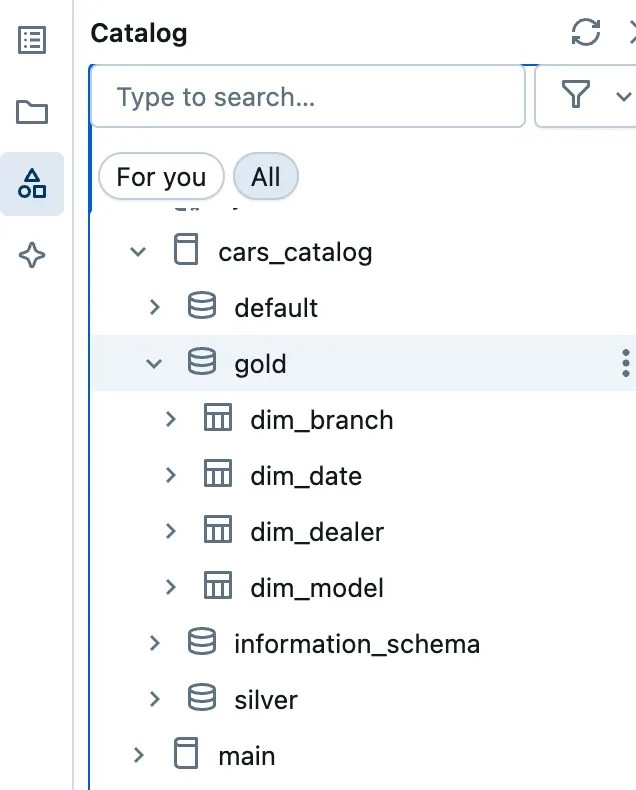 Catalog
Type to search...
For you All
cars_catalog
default
gold
dim_branch
dim_date
dim_dealer
dim_model
information_schema
silver
main